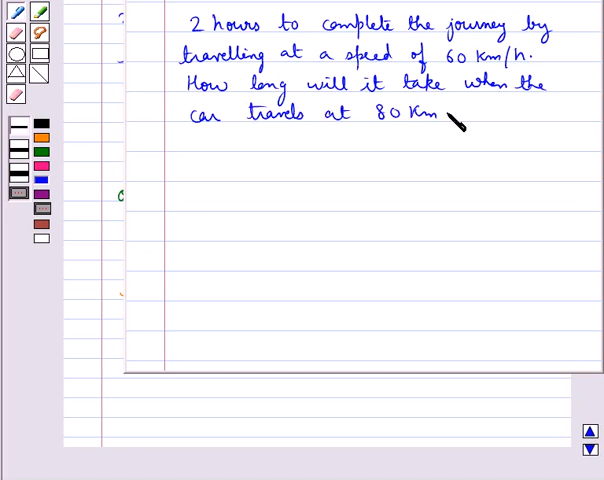 2 hours to complete the journey by
travelling at a speed of 60 km/h.
How long will it take when the
car travels at 80 Km